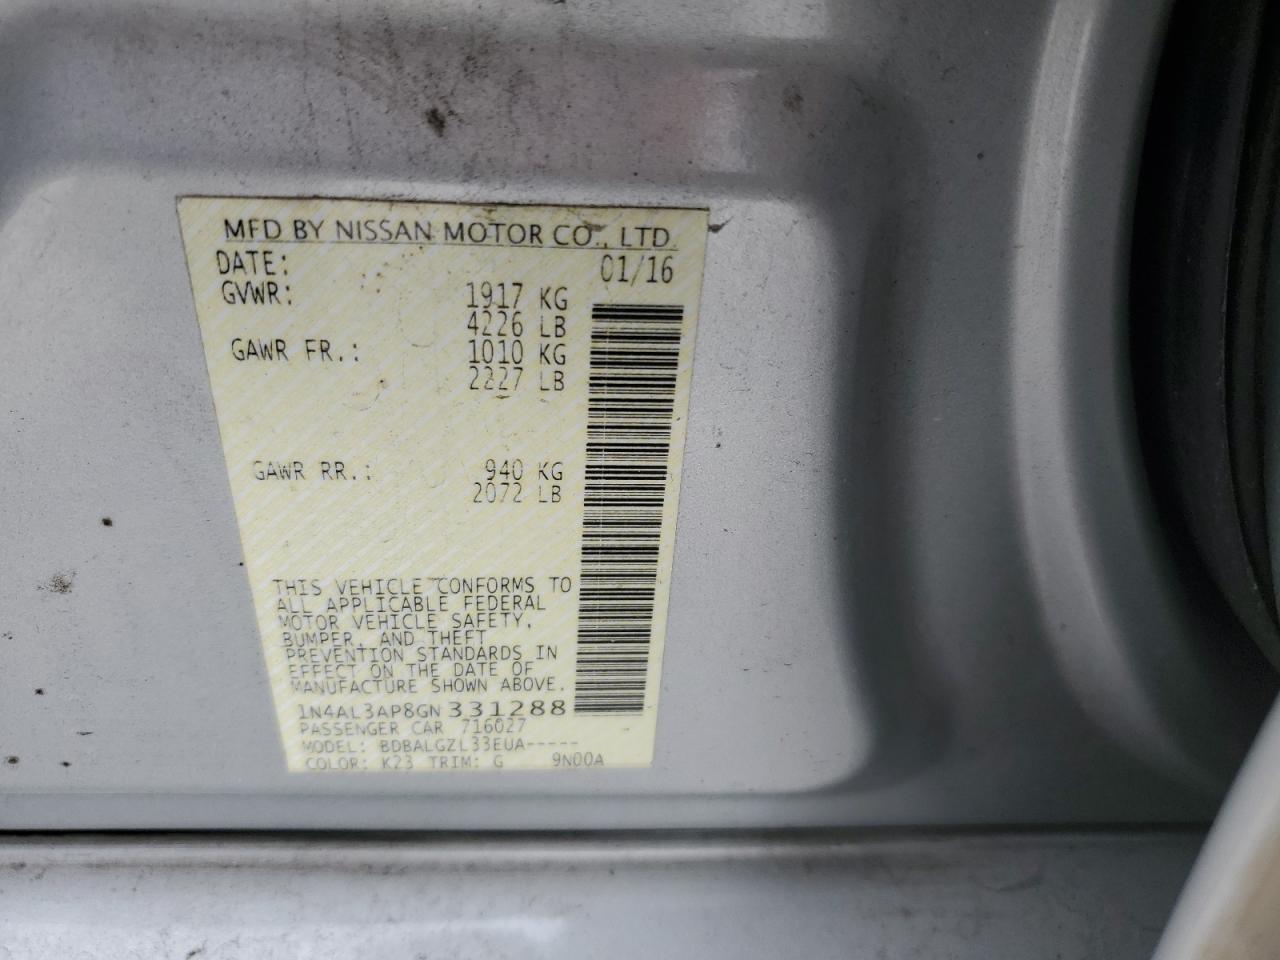 MFD BY NISSAN MOTOR CO., LTD.
DATE: 01/16
GVWR: 1917 KG
4226 LB
GAWR FR.: 1010 KG
2227 LB
GAWR RR.: 940 KG
2072 LB
THIS VEHICLE CONFORMS TO
ALL APPLICABLE FEDERAL
MOTOR VEHICLE SAFETY,
BUMPER, AND THEFT
PREVENTION STANDARDS IN
EFFECT ON THE DATE OF
MANUFACTURE SHOWN ABOVE.
1N4AL3AP8GN331288
PASSENGER CAR 716027
MODEL: BDBALGZL33EUA-----
COLOR: K23 TRIM: G 9N00A